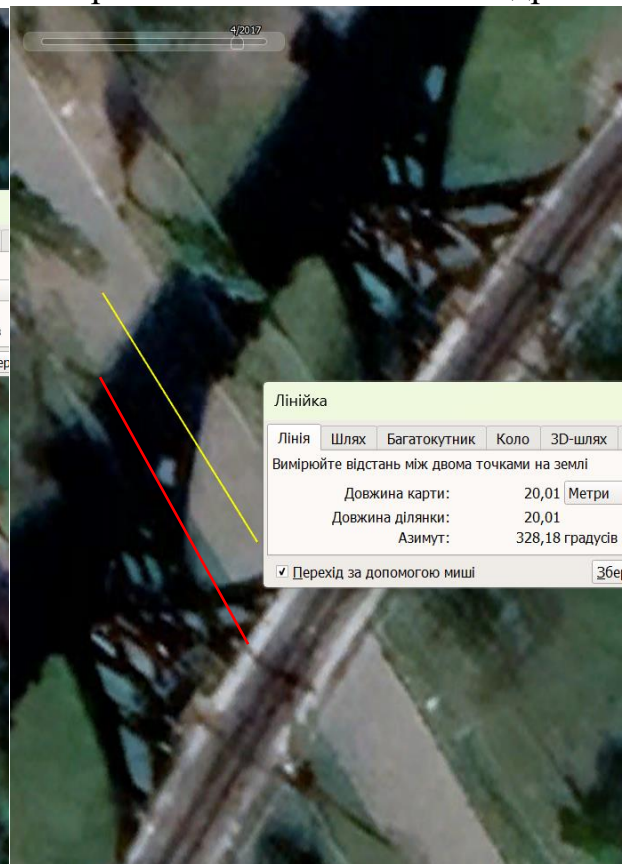 4/2017
Лінійка
Лінія Шлях Багатокутник Коло 3D-шлях
Вимірюйте відстань між двома точками на землі
Довжина карти: 20,01 Метри
Довжина ділянки: 20,01
Азимут: 328,18 градусів
Перехід за допомогою миші Збер